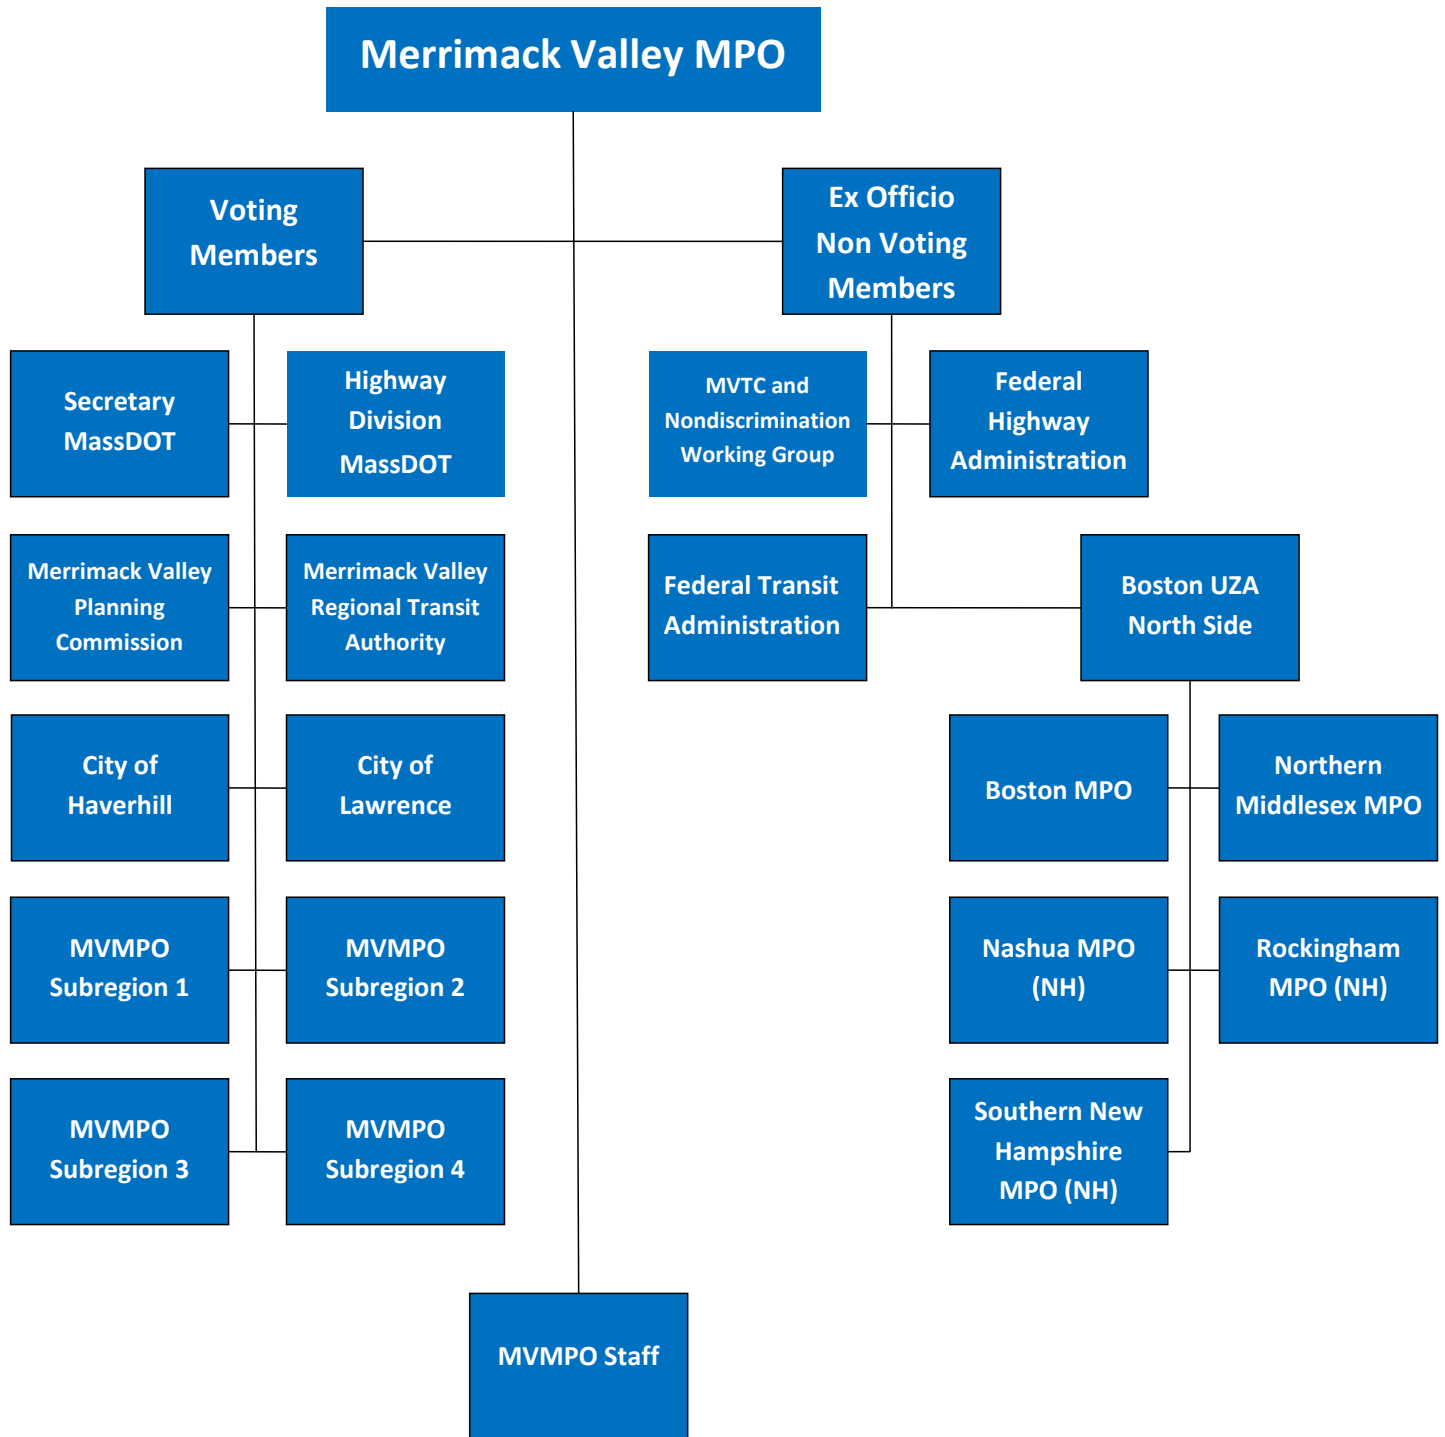 Merrimack Valley MPO
Voting
Members
Ex Officio
Non Voting
Members
Secretary
MassDOT
Highway
Division
MassDOT
MVTC and
Nondiscrimination
Working Group
Federal
Highway
Administration
Merrimack Valley
Planning
Commission
Merrimack Valley
Regional Transit
Authority
Federal Transit
Administration
Boston UZA
North Side
City of
Haverhill
City of
Lawrence
Boston MPO
Northern
Middlesex MPO
MVMPO
Subregion 1
MVMPO
Subregion 2
Nashua MPO
(NH)
Rockingham
MPO (NH)
MVMPO
Subregion 3
MVMPO
Subregion 4
Southern New
Hampshire
MPO (NH)
MVMPO Staff